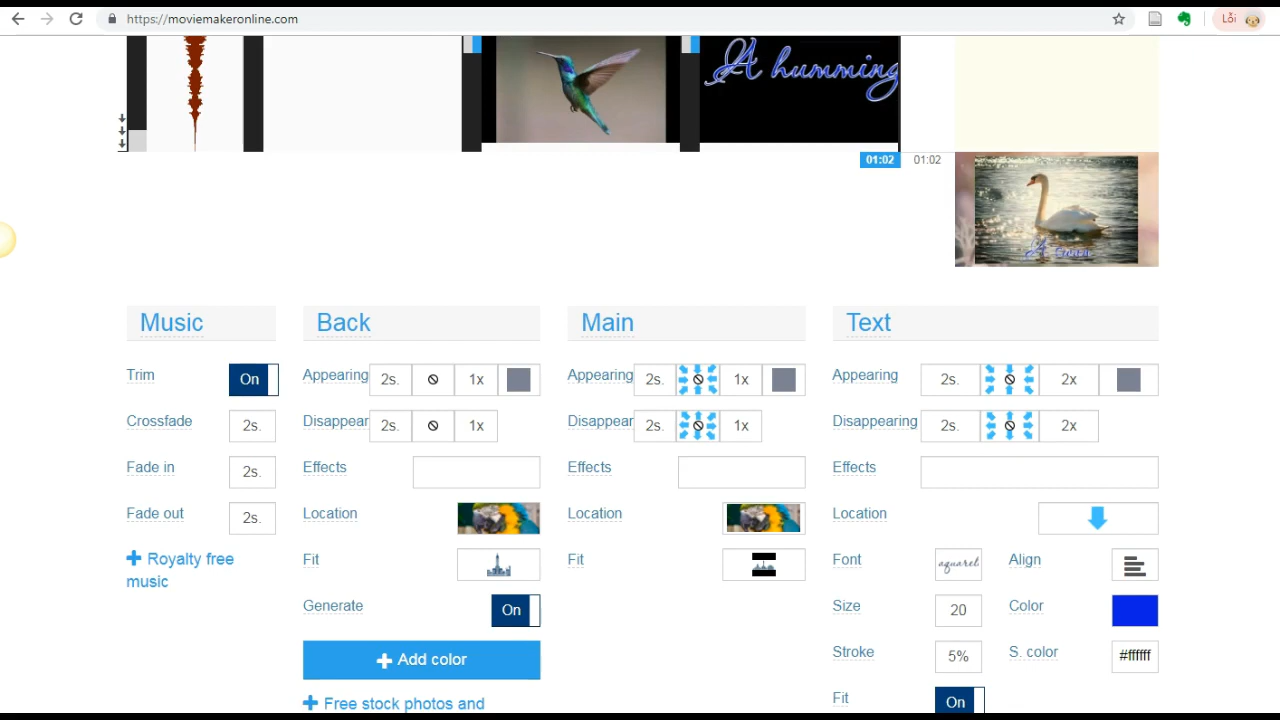 https://moviemakeronline.com
Lỗi
A humming
01:02
01:02
Music
Back
Main
Text
Trim
On
Appearing
2s.
1x
Appearing
2s.
1x
Appearing
2s.
2x
Crossfade
2s.
Disappear
2s.
1x
Disappear
2s.
1x
Disappearing
2s.
2x
Fade in
2s.
Effects
Effects
Effects
Fade out
2s.
Location
Location
Location
Royalty free
music
Fit
Fit
Font
aquarel
Align
Generate
On
Size
20
Color
Add color
Stroke
5%
S. color
#ffffff
Free stock photos and
Fit
On